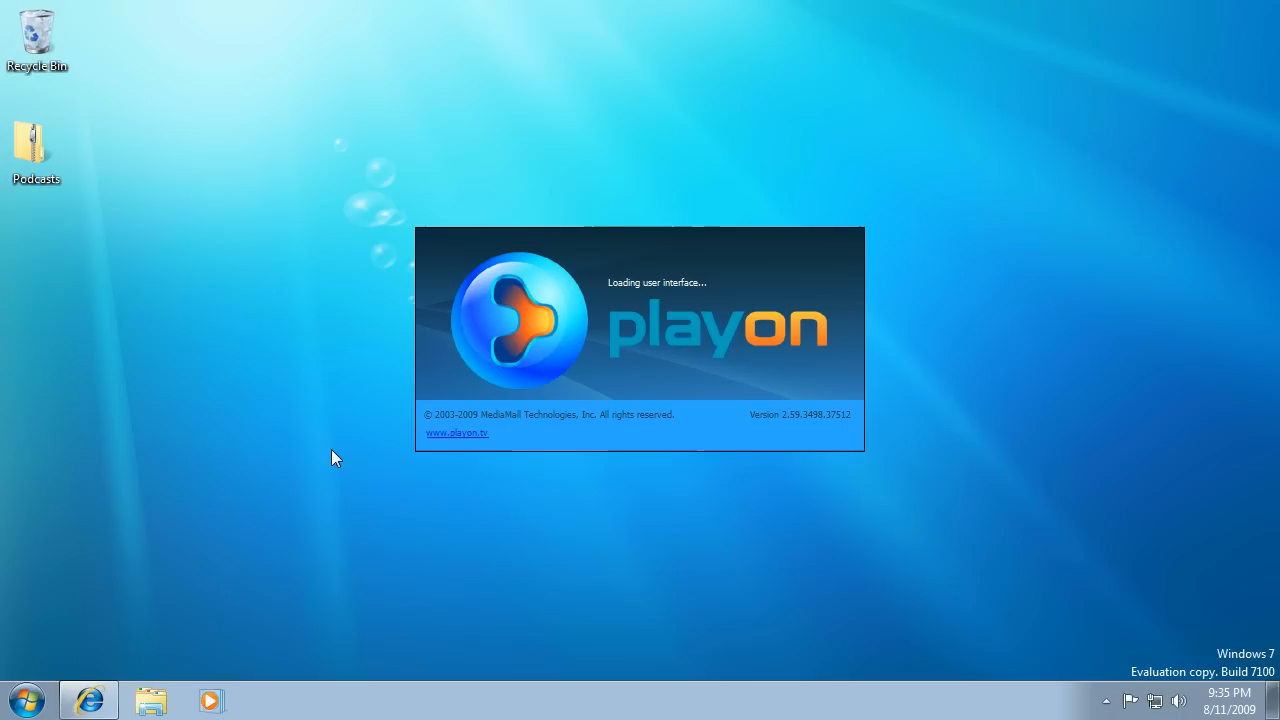 Recycle Bin
Podcasts
Loading user interface...
playon
© 2003-2009 MediaMall Technologies, Inc. All rights reserved.
Version 2.59.3498.37512
www.playon.tv
Windows 7
Evaluation copy. Build 7100
9:35 PM
8/11/2009